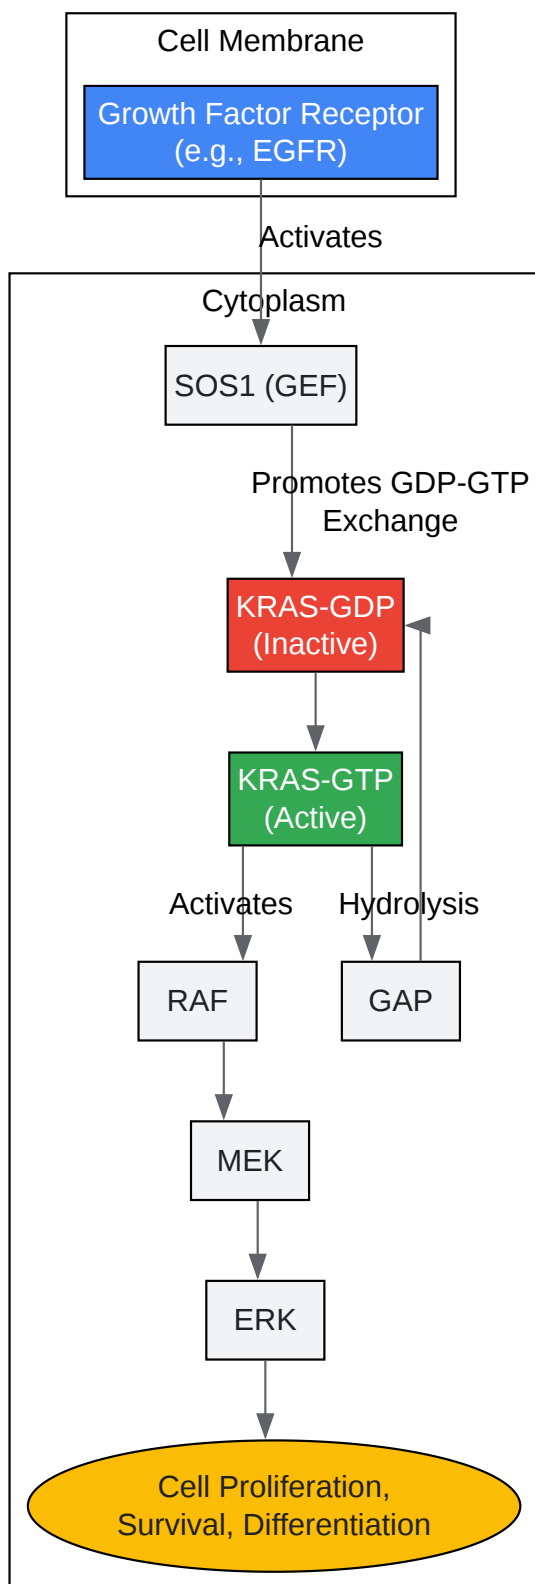 Cell Membrane
Growth Factor Receptor
(e.g., EGFR)
Activates
Cytoplasm
SOS1 (GEF)
Promotes GDP-GTP
Exchange
KRAS-GDP
(Inactive)
KRAS-GTP
(Active)
Activates
Hydrolysis
RAF
GAP
MEK
ERK
Cell Proliferation,
Survival, Differentiation